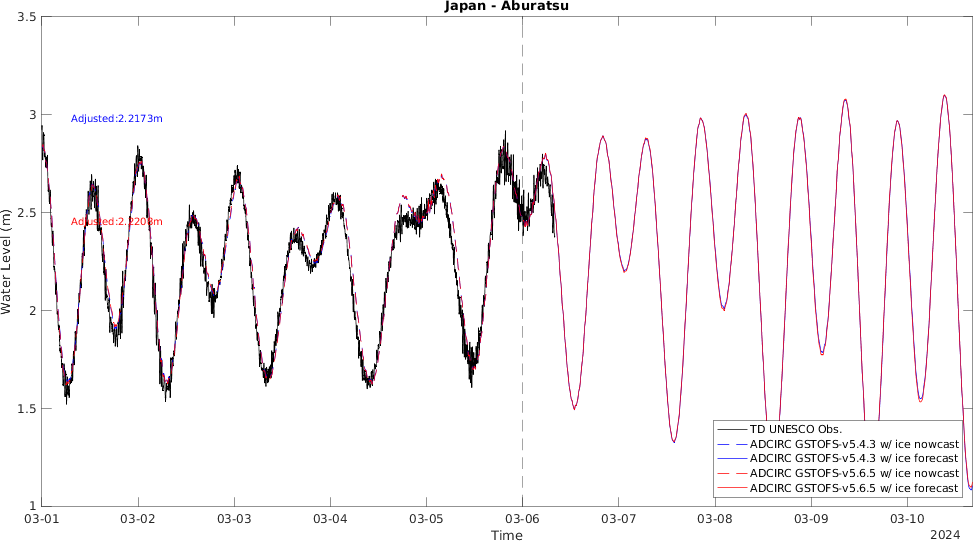 Japan - Aburatsu
3.5
3
2.5
2
1.5
1
Water Level (m)
Adjusted:2.2173m
Adjusted:2.2208m
TD UNESCO Obs.
ADCIRC GSTOFS-v5.4.3 w/ ice nowcast
ADCIRC GSTOFS-v5.4.3 w/ ice forecast
ADCIRC GSTOFS-v5.6.5 w/ ice nowcast
ADCIRC GSTOFS-v5.6.5 w/ ice forecast
03-01 03-02 03-03 03-04 03-05 03-06 03-07 03-08 03-09 03-10
Time
2024